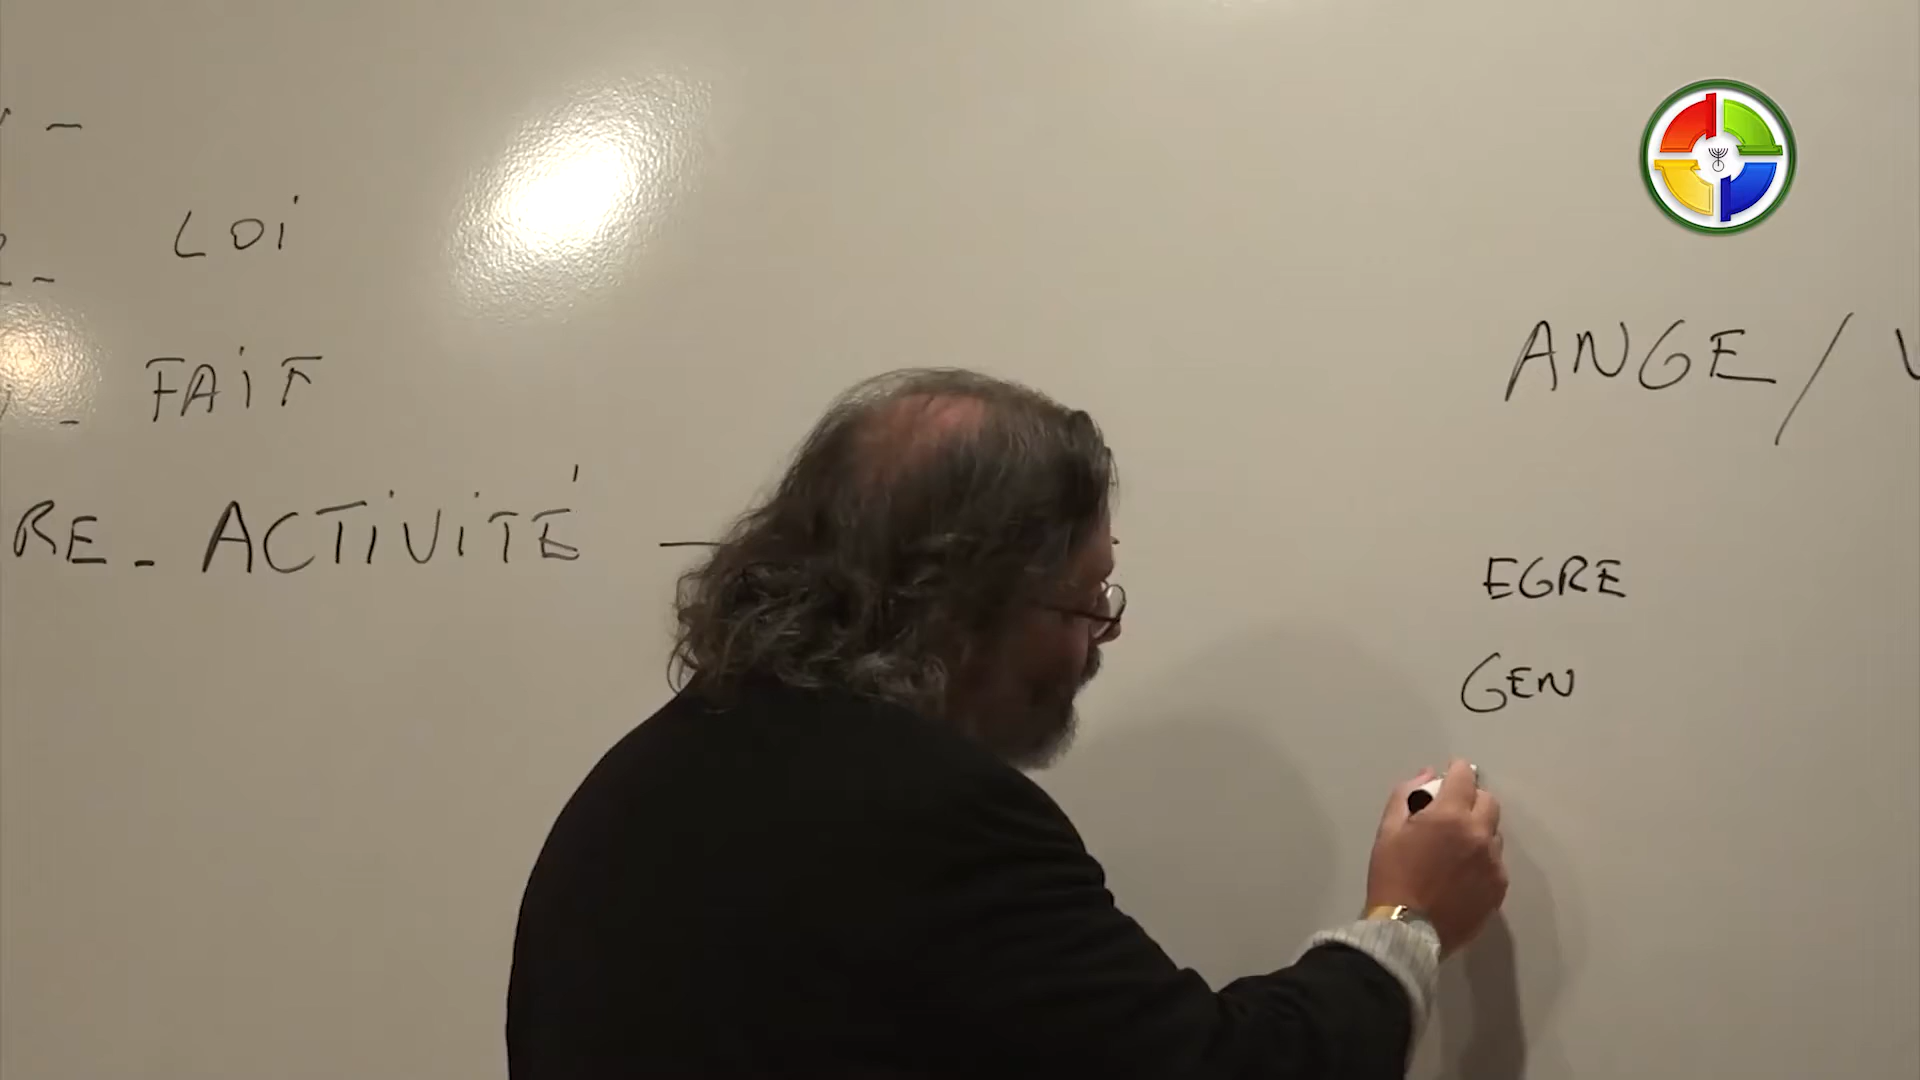 LOi
FAiT
RE - ACTiViTÉ -
ANGE /
EGRE
GEN